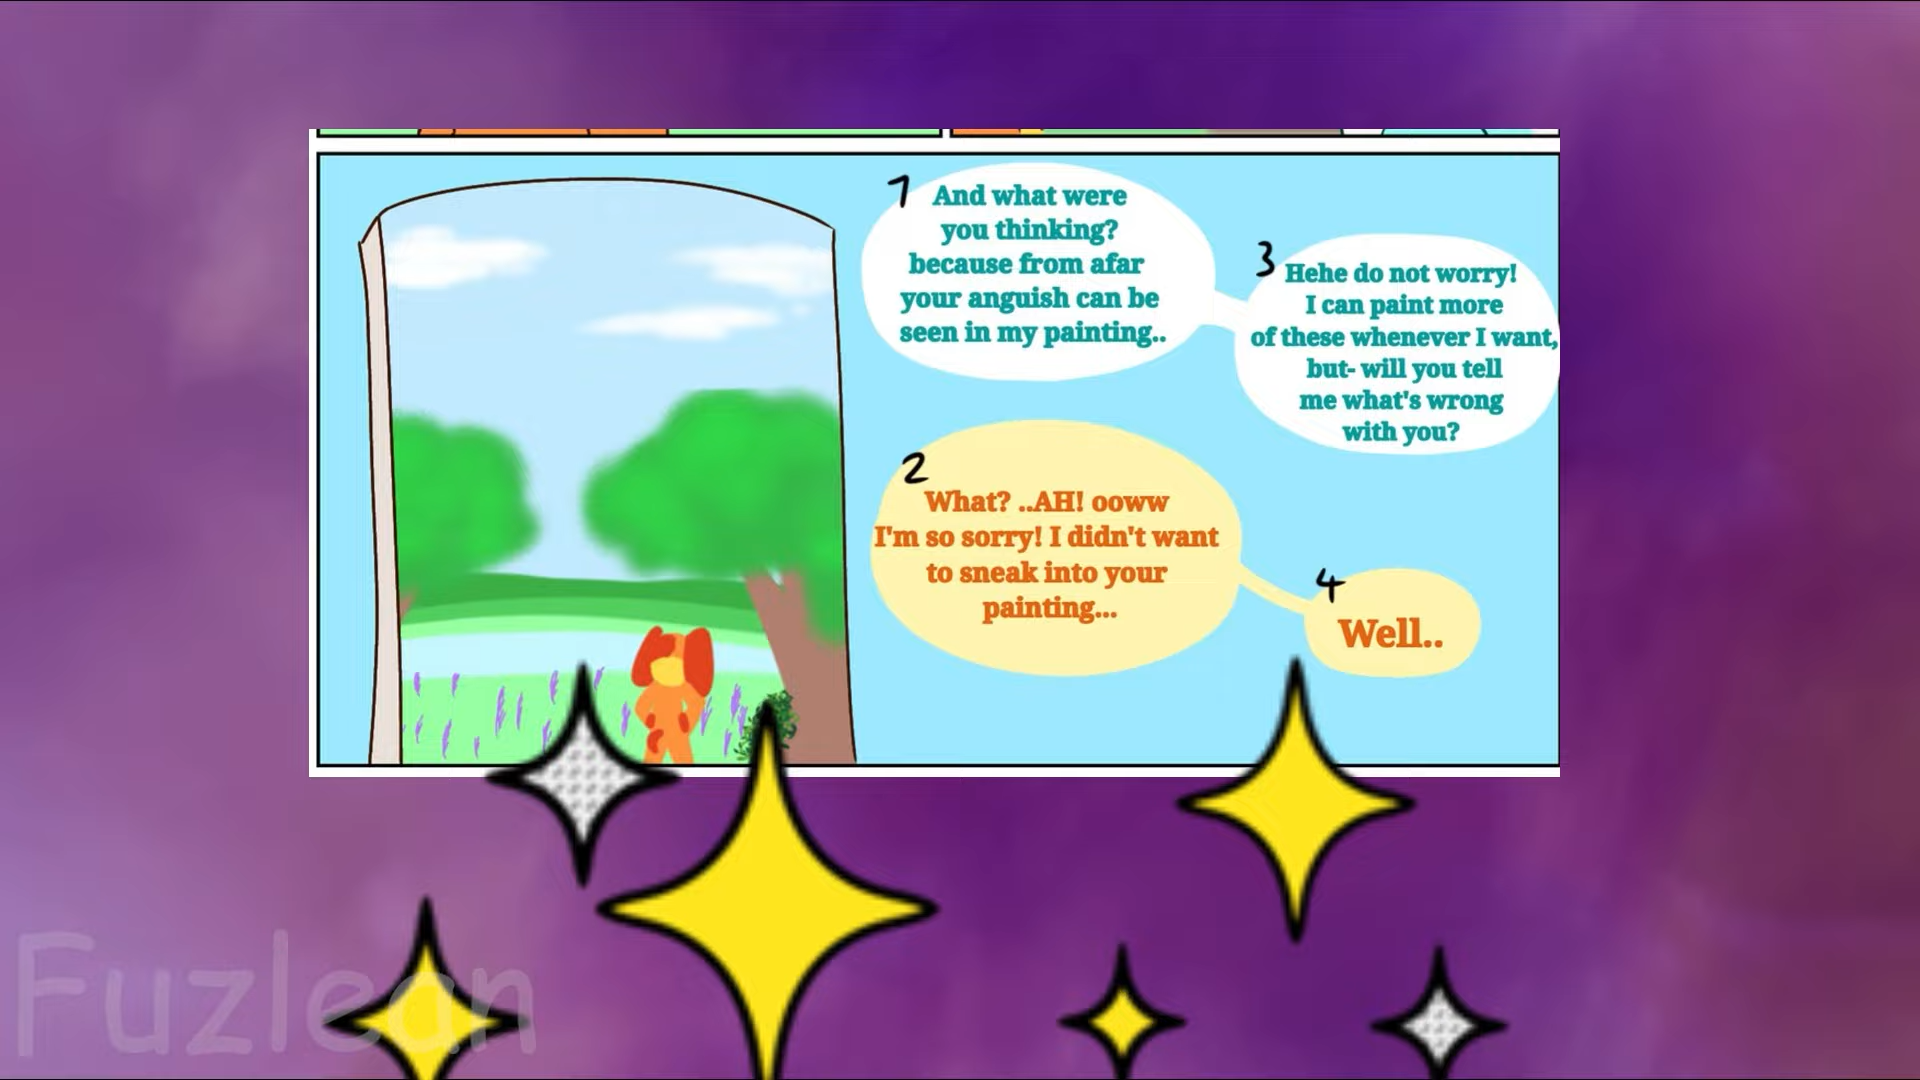 1
And what were
you thinking?
because from afar
your anguish can be
seen in my painting..
2
What? ..AH! ooww
I'm so sorry! I didn't want
to sneak into your
painting...
3
Hehe do not worry!
I can paint more
of these whenever I want,
but- will you tell
me what's wrong
with you?
4
Well..
Fuzlean